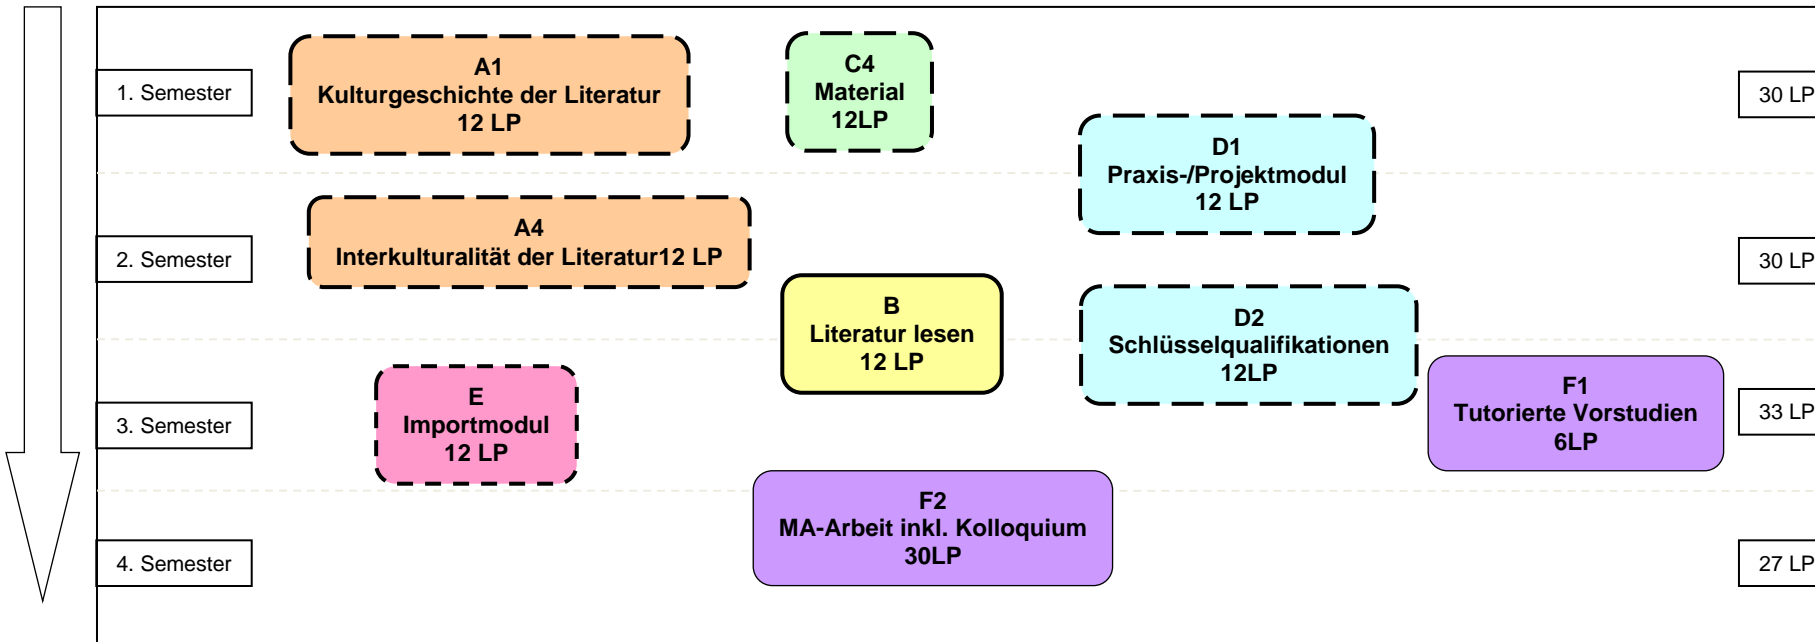 1. Semester
A1
Kulturgeschichte der Literatur
12 LP
C4
Material
12LP
30 LP
D1
Praxis-/Projektmodul
12 LP
2. Semester
A4
Interkulturalität der Literatur12 LP
30 LP
B
Literatur lesen
12 LP
D2
Schlüsselqualifikationen
12LP
3. Semester
E
Importmodul
12 LP
F1
Tutorierte Vorstudien
6LP
33 LP
F2
MA-Arbeit inkl. Kolloquium
30LP
4. Semester
27 LP